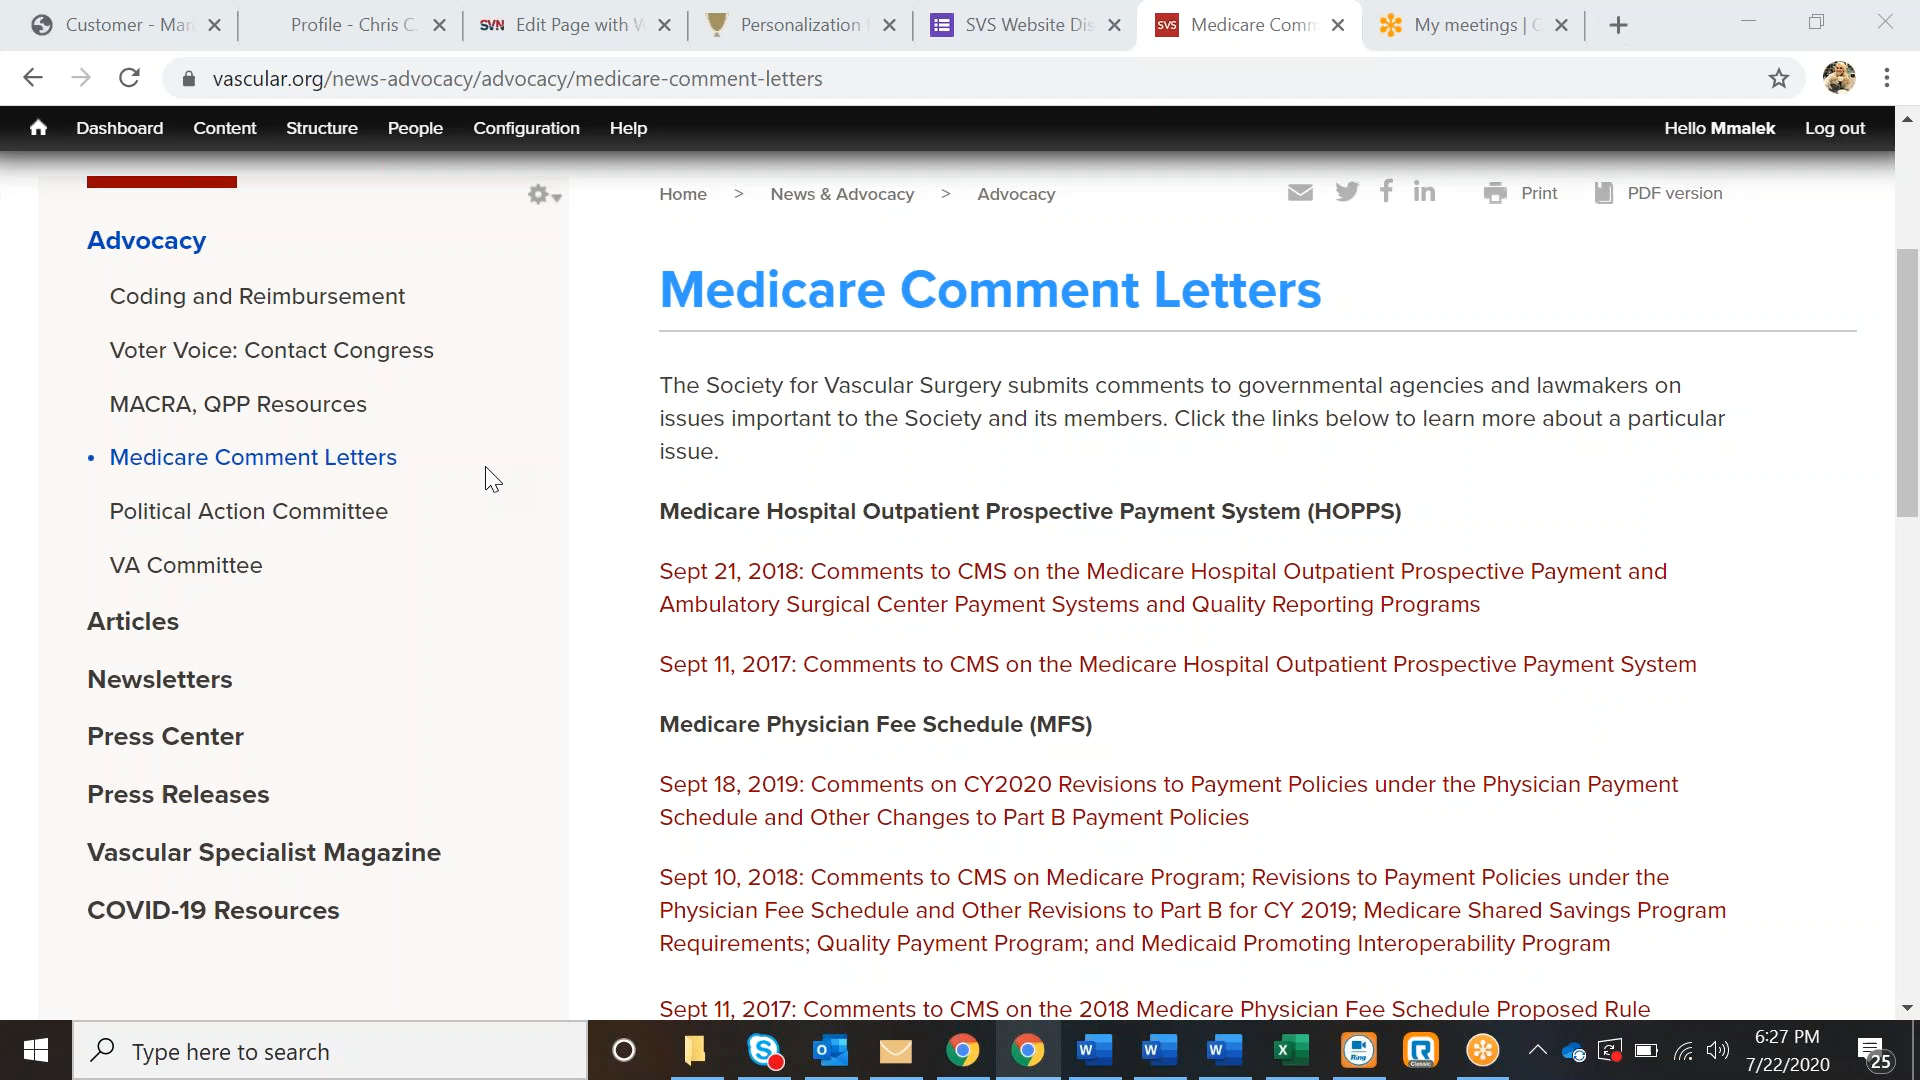 Customer - Mar
Profile - Chris C.
SVN Edit Page with W
Personalization
SVS Website Dis
SVS Medicare Comm
My meetings | G
vascular.org/news-advocacy/advocacy/medicare-comment-letters
Dashboard Content Structure People Configuration Help Hello Mmalek Log out
Home > News & Advocacy > Advocacy Print PDF version
Advocacy
Coding and Reimbursement
Voter Voice: Contact Congress
MACRA, QPP Resources
• Medicare Comment Letters
Political Action Committee
VA Committee
Articles
Newsletters
Press Center
Press Releases
Vascular Specialist Magazine
COVID-19 Resources
Medicare Comment Letters
The Society for Vascular Surgery submits comments to governmental agencies and lawmakers on
issues important to the Society and its members. Click the links below to learn more about a particular
issue.
Medicare Hospital Outpatient Prospective Payment System (HOPPS)
Sept 21, 2018: Comments to CMS on the Medicare Hospital Outpatient Prospective Payment and
Ambulatory Surgical Center Payment Systems and Quality Reporting Programs
Sept 11, 2017: Comments to CMS on the Medicare Hospital Outpatient Prospective Payment System
Medicare Physician Fee Schedule (MFS)
Sept 18, 2019: Comments on CY2020 Revisions to Payment Policies under the Physician Payment
Schedule and Other Changes to Part B Payment Policies
Sept 10, 2018: Comments to CMS on Medicare Program; Revisions to Payment Policies under the
Physician Fee Schedule and Other Revisions to Part B for CY 2019; Medicare Shared Savings Program
Requirements; Quality Payment Program; and Medicaid Promoting Interoperability Program
Sept 11, 2017: Comments to CMS on the 2018 Medicare Physician Fee Schedule Proposed Rule
Type here to search
Ring
Classic
6:27 PM
7/22/2020
25